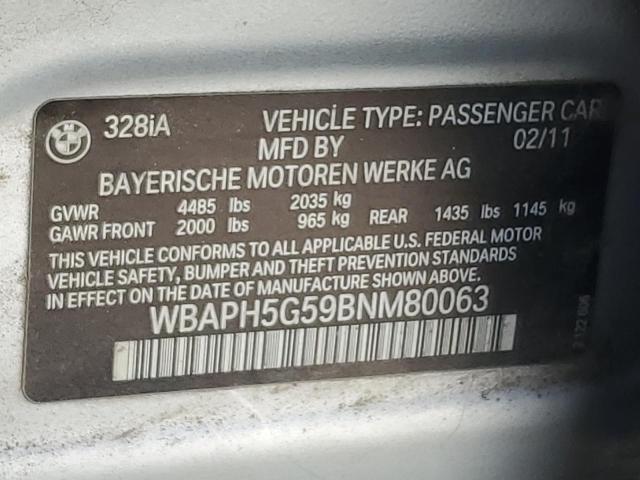 BMW
328iA VEHICLE TYPE: PASSENGER CAR
MFD BY 02/11
BAYERISCHE MOTOREN WERKE AG
GVWR 4485 lbs 2035 kg
GAWR FRONT 2000 lbs 965 kg REAR 1435 lbs 1145 kg
THIS VEHICLE CONFORMS TO ALL APPLICABLE U.S. FEDERAL MOTOR
VEHICLE SAFETY, BUMPER AND THEFT PREVENTION STANDARDS
IN EFFECT ON THE DATE OF MANUFACTURE SHOWN ABOVE.
WBAPH5G59BNM80063